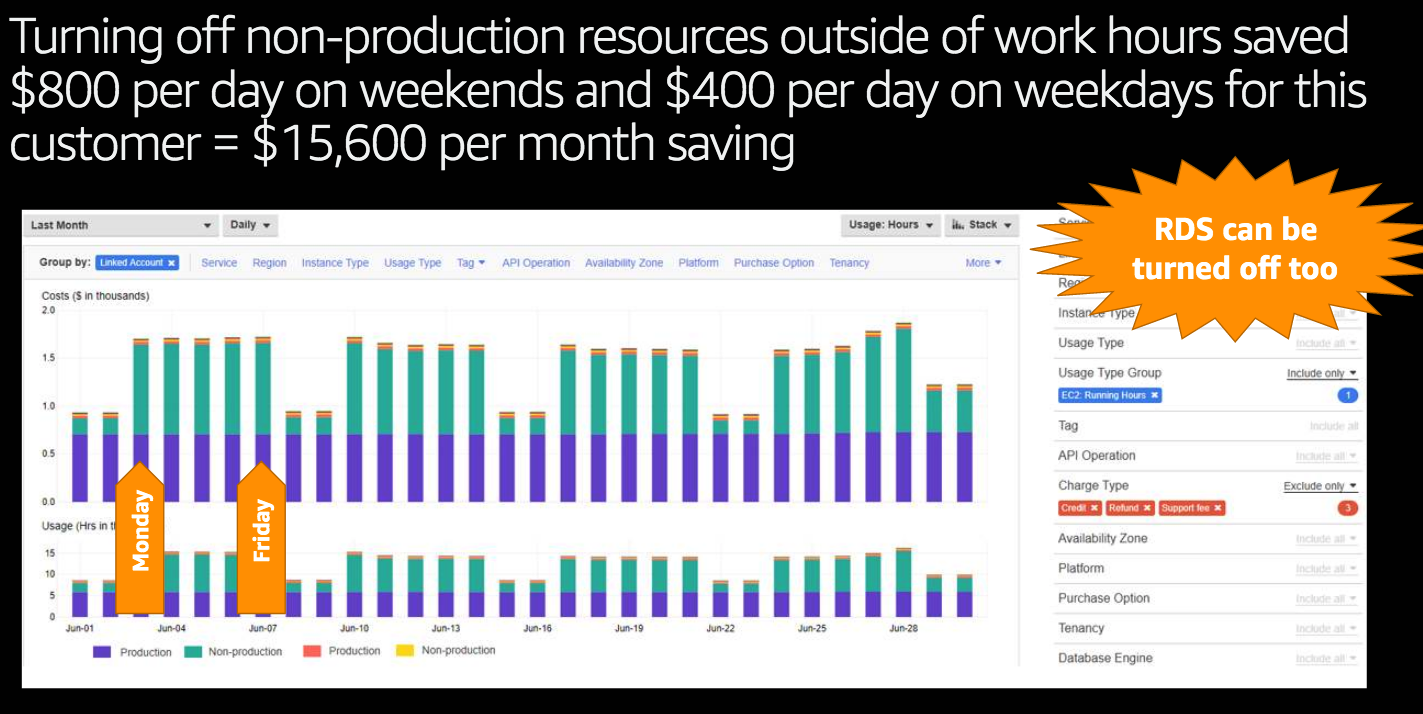 Turning off non-production resources outside of work hours saved
$800 per day on weekends and $400 per day on weekdays for this
customer = $15,600 per month saving
RDS can be
turned off too
Last Month
Daily
Usage: Hours
Stack
Group by: Linked Account × Service Region Instance Type Usage Type Tag API Operation Availability Zone Platform Purchase Option Tenancy More
Costs ($ in thousands)
2.0
1.5
1.0
0.5
0.0
Usage (Hrs in
15
10
5
0
Monday
Friday
Jun-01 Jun-04 Jun-07 Jun-10 Jun-13 Jun-16 Jun-19 Jun-22 Jun-25 Jun-28
Production Non-production Production Non-production
Instance Type
Usage Type Include all
Usage Type Group Include only
EC2: Running Hours × 1
Tag Include all
API Operation Include all
Charge Type Exclude only
Credit × Refund × Support fee × 3
Availability Zone Include all
Platform Include all
Purchase Option Include all
Tenancy Include all
Database Engine Include all